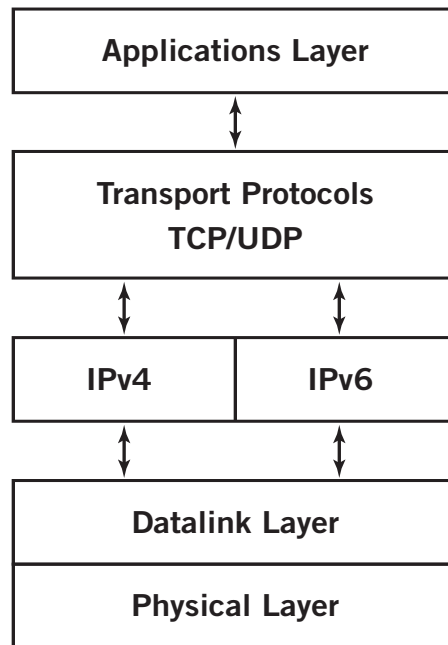 Applications Layer
Transport Protocols
TCP/UDP
IPv4 IPv6
Datalink Layer
Physical Layer